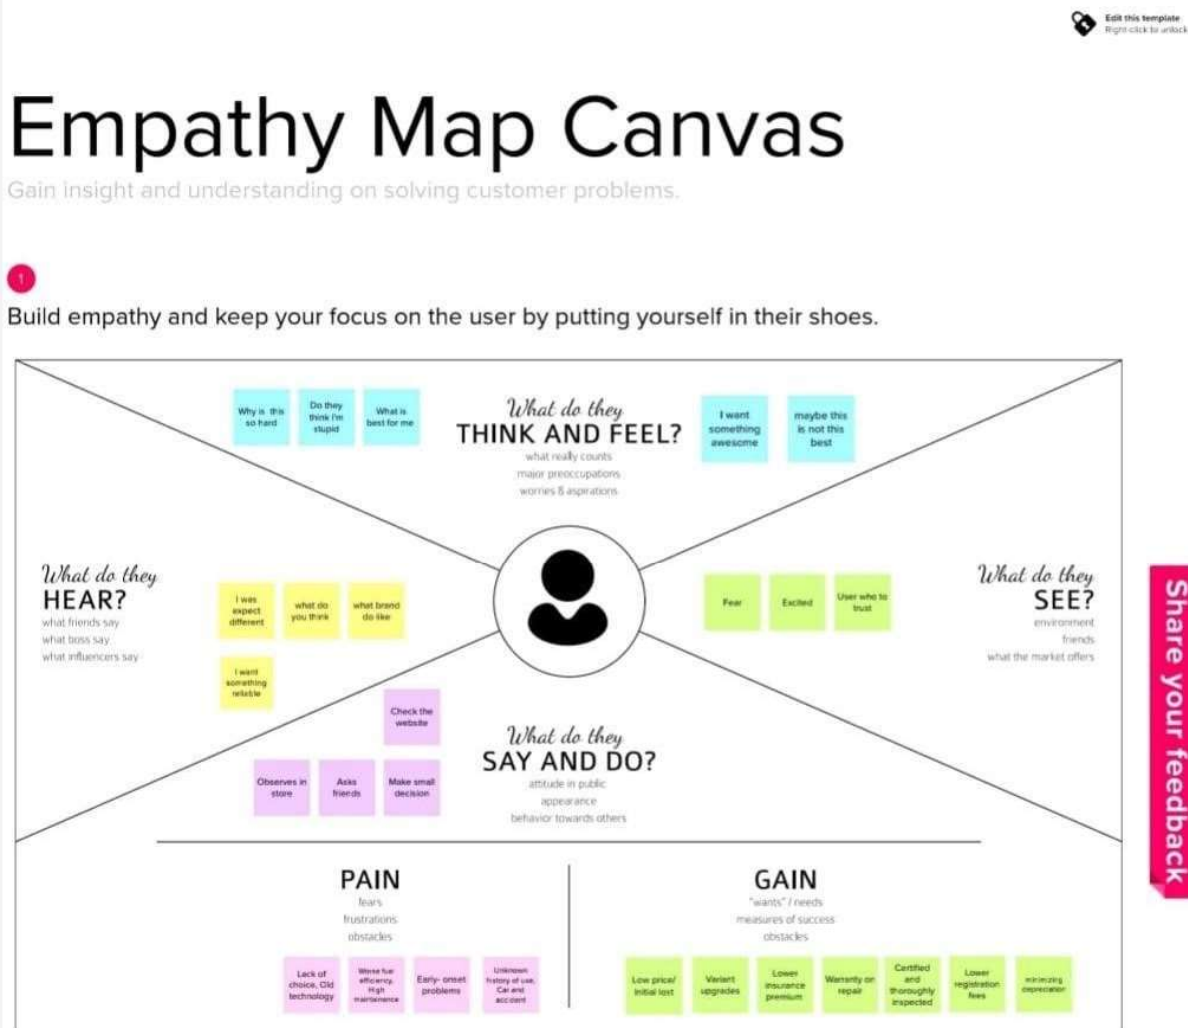 Edit this template
Right-click to unlock
Empathy Map Canvas
Gain insight and understanding on solving customer problems.
1
Build empathy and keep your focus on the user by putting yourself in their shoes.
Why is this
so hard
Do they
think I'm
stupid
What is
best for me
What do they
THINK AND FEEL?
what really counts
major preoccupations
worries & aspirations
I want
something
awesome
maybe this
is not this
best
What do they
HEAR?
what friends say
what boss say
what influencers say
I was
expect
different
what do
you think
what brand
do like
I want
something
reliable
Fear
Excited
User who to
trust
What do they
SEE?
environment
friends
what the market offers
Check the
website
Observes in
store
Asks
friends
Make small
decision
What do they
SAY AND DO?
attitude in public
appearance
behavior towards others
PAIN
fears
frustrations
obstacles
Lack of
choice, Old
technology
Worse fuel
efficiency,
High
maintenance
Early- onset
problems
Unknown
history of use,
Car and
accident
GAIN
"wants" / needs
measures of success
obstacles
Low price/
Initial lost
Variant
upgrades
Lower
insurance
premium
Warranty on
repair
Certified
and
thoroughly
inspected
Lower
registration
fees
minimizing
depreciation
Share your feedback